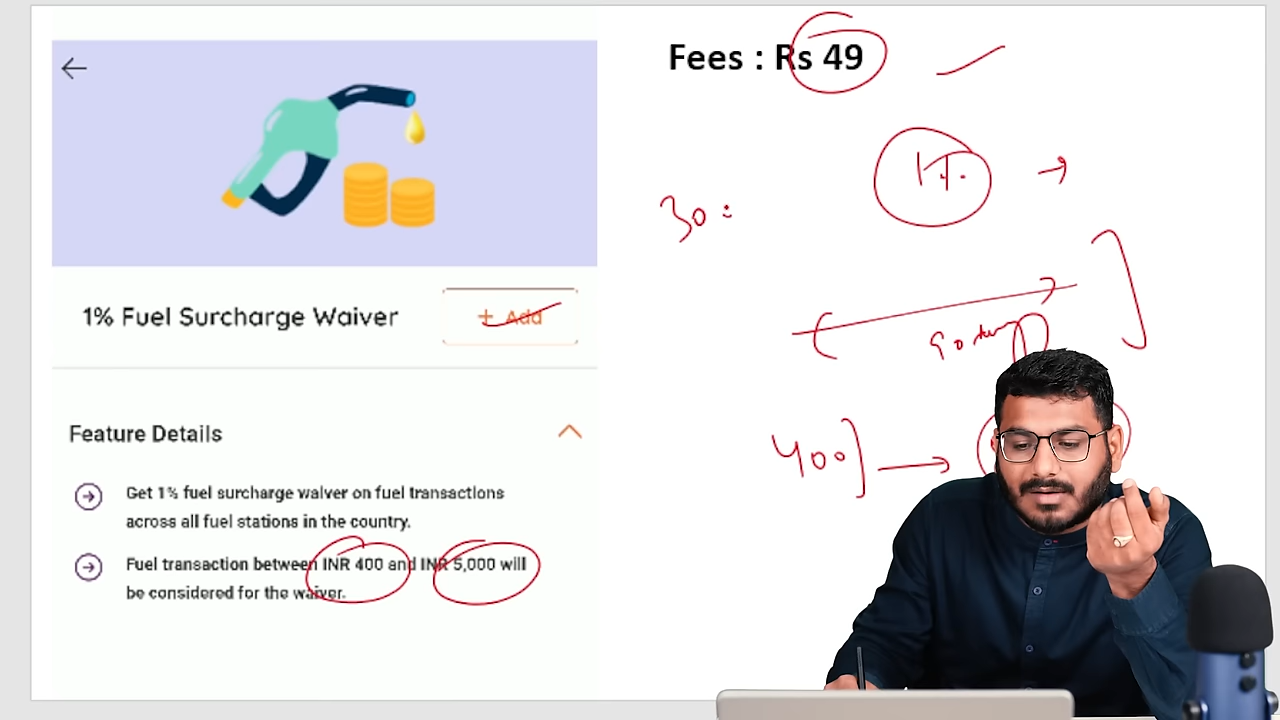 Fees : Rs 49
1%
30 :
1% Fuel Surcharge Waiver
+ Add
400
Feature Details
Get 1% fuel surcharge waiver on fuel transactions
across all fuel stations in the country.
Fuel transaction between INR 400 and INR 5,000 will
be considered for the waiver.